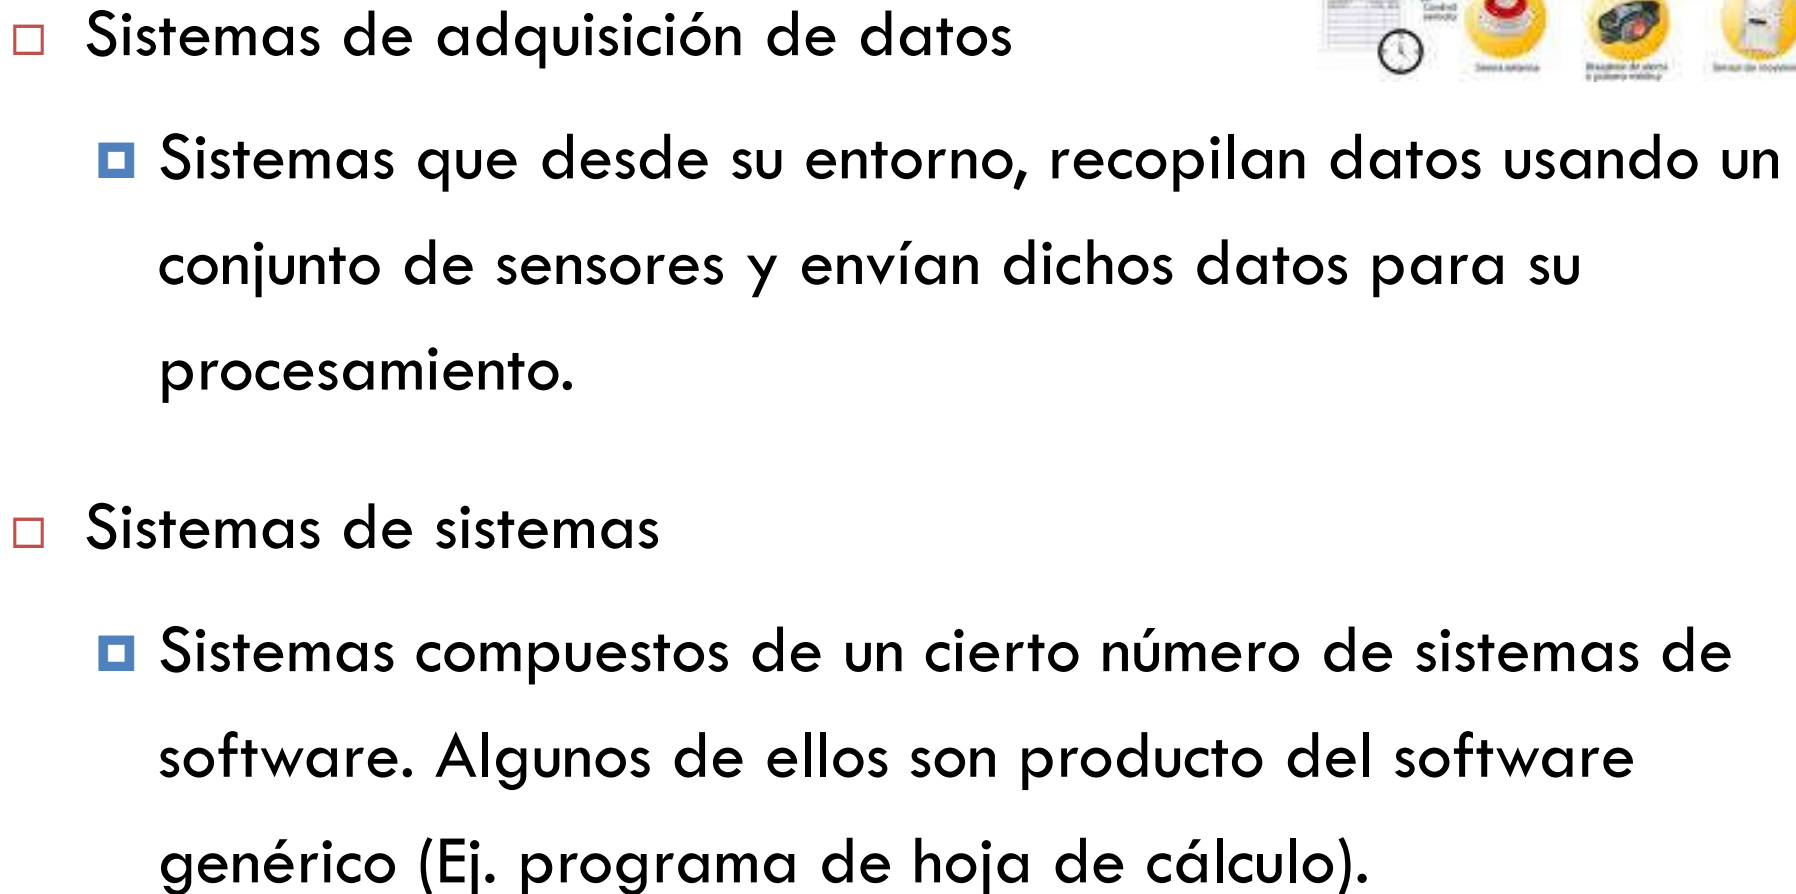 Sistemas de adquisición de datos
Sistemas que desde su entorno, recopilan datos usando un
conjunto de sensores y envían dichos datos para su
procesamiento.
Sistemas de sistemas
Sistemas compuestos de un cierto número de sistemas de
software. Algunos de ellos son producto del software
genérico (Ej. programa de hoja de cálculo).